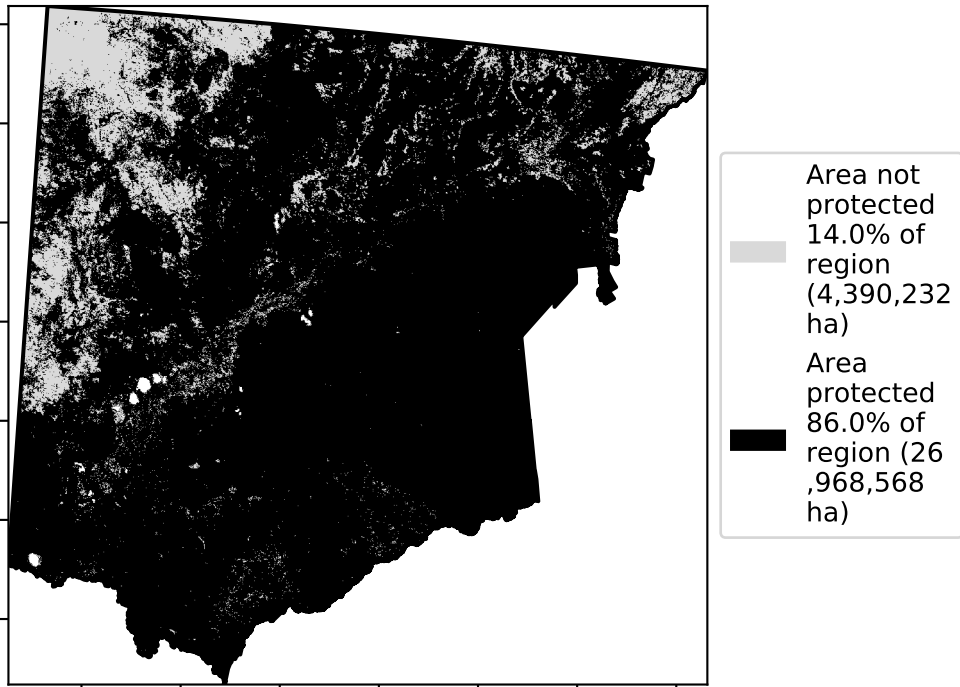 Area not
protected
14.0% of
region
(4,390,232
ha)
Area
protected
86.0% of
region (26
,968,568
ha)